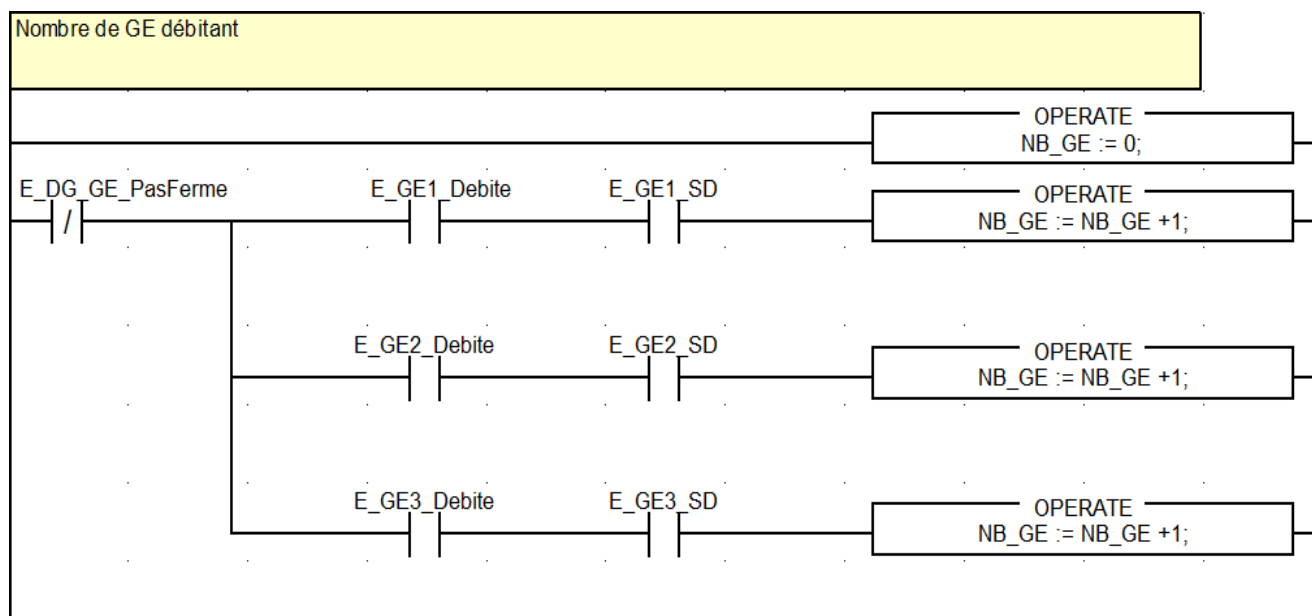 Nombre de GE débitant
OPERATE
NB_GE := 0;
E_DG_GE_PasFerme
E_GE1_Debite
E_GE1_SD
OPERATE
NB_GE := NB_GE +1;
/
E_GE2_Debite
E_GE2_SD
OPERATE
NB_GE := NB_GE +1;
E_GE3_Debite
E_GE3_SD
OPERATE
NB_GE := NB_GE +1;